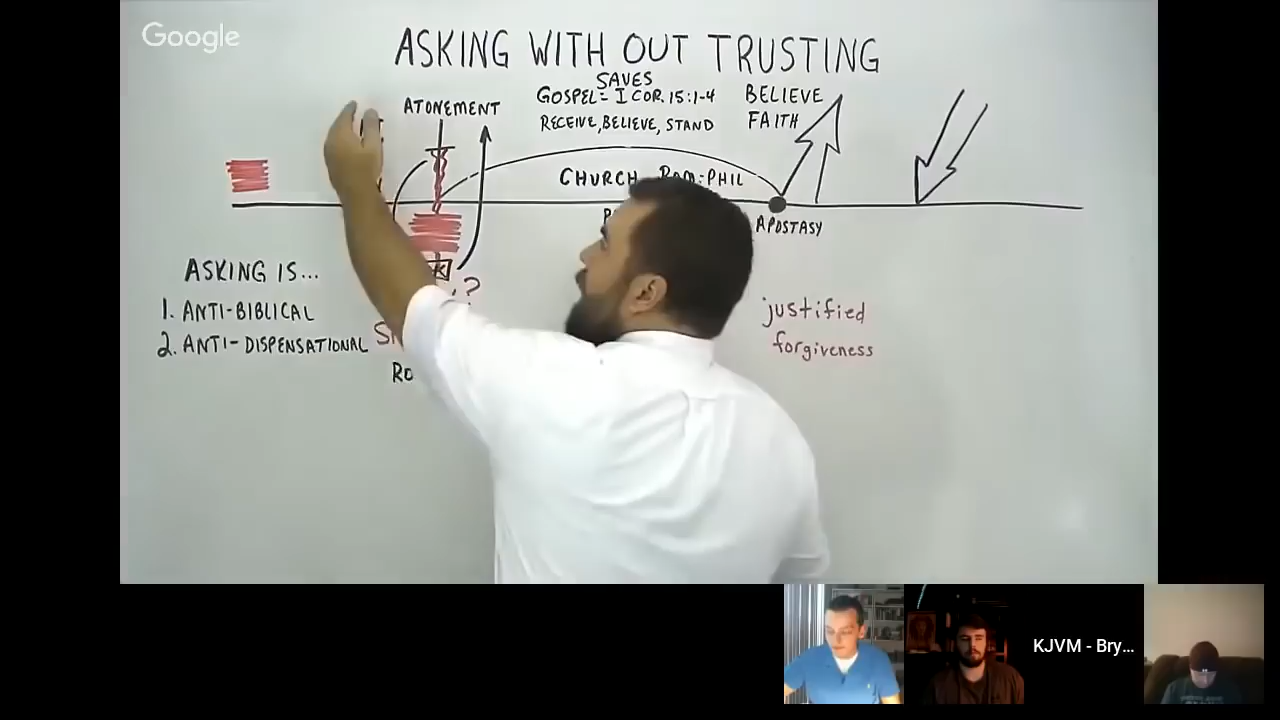 Google
ASKING WITH OUT TRUSTING
SAVES
ATONEMENT
GOSPEL= I COR. 15:1-4
BELIEVE
RECEIVE, BELIEVE, STAND
FAITH
CHURCH PHIL
APOSTASY
ASKING IS...
?
1. ANTI-BIBLICAL
justified
2. ANTI-DISPENSATIONAL
forgiveness
KJVM - Bry...